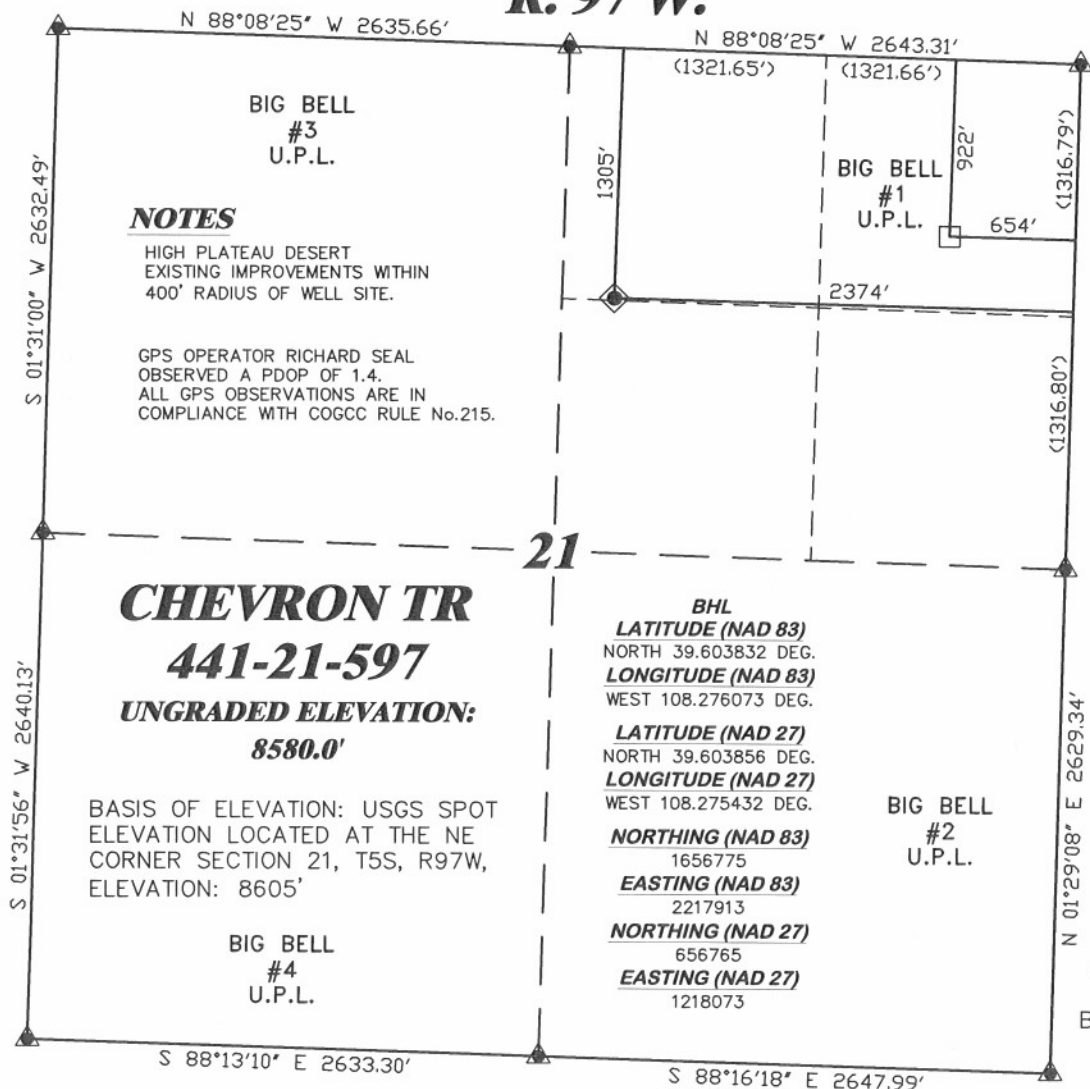 R. 97 W.
N 88°08'25" W 2635.66'
N 88°08'25" W 2643.31'
(1321.65')
(1321.66')
BIG BELL
#3
U.P.L.
1305'
922'
(1316.79')
BIG BELL
#1
U.P.L.
654'
S 01°31'00" W 2632.49'
NOTES
HIGH PLATEAU DESERT
EXISTING IMPROVEMENTS WITHIN
400' RADIUS OF WELL SITE.
2374'
GPS OPERATOR RICHARD SEAL
OBSERVED A PDOP OF 1.4.
ALL GPS OBSERVATIONS ARE IN
COMPLIANCE WITH COGCC RULE No.215.
(1316.80')
21
CHEVRON TR
441-21-597
UNGRADED ELEVATION:
8580.0'
BASIS OF ELEVATION: USGS SPOT
ELEVATION LOCATED AT THE NE
CORNER SECTION 21, T5S, R97W,
ELEVATION: 8605'
S 01°31'56" W 2640.13'
BIG BELL
#4
U.P.L.
BHL
LATITUDE (NAD 83)
NORTH 39.603832 DEG.
LONGITUDE (NAD 83)
WEST 108.276073 DEG.
LATITUDE (NAD 27)
NORTH 39.603856 DEG.
LONGITUDE (NAD 27)
WEST 108.275432 DEG.
NORTHING (NAD 83)
1656775
EASTING (NAD 83)
2217913
NORTHING (NAD 27)
656765
EASTING (NAD 27)
1218073
BIG BELL
#2
U.P.L.
N 01°29'08" E 2629.34'
B
S 88°13'10" E 2633.30'
S 88°16'18" E 2647.99'